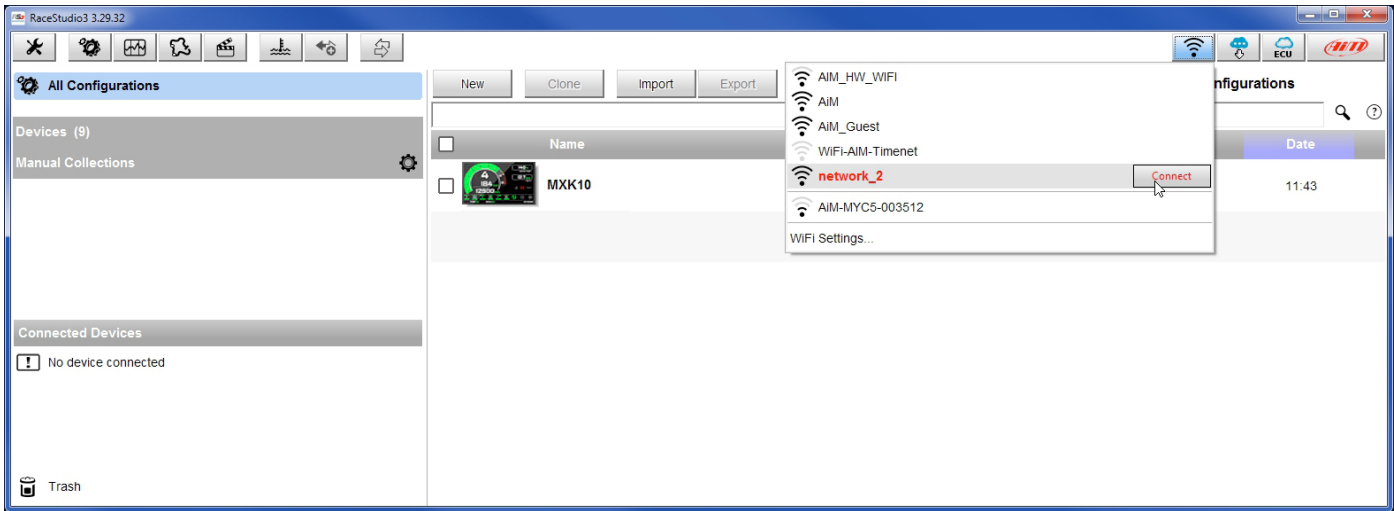 RaceStudio3 3.29.32
ECU
AiM
All Configurations
New
Clone
Import
Export
nfigurations
AIM_HW_WIFI
AiM
AiM_Guest
WiFi-AIM-Timenet
network_2
Connect
AiM-MYC5-003512
WiFi Settings...
Devices (9)
Manual Collections
Name
Date
MXK10
11:43
Connected Devices
No device connected
Trash